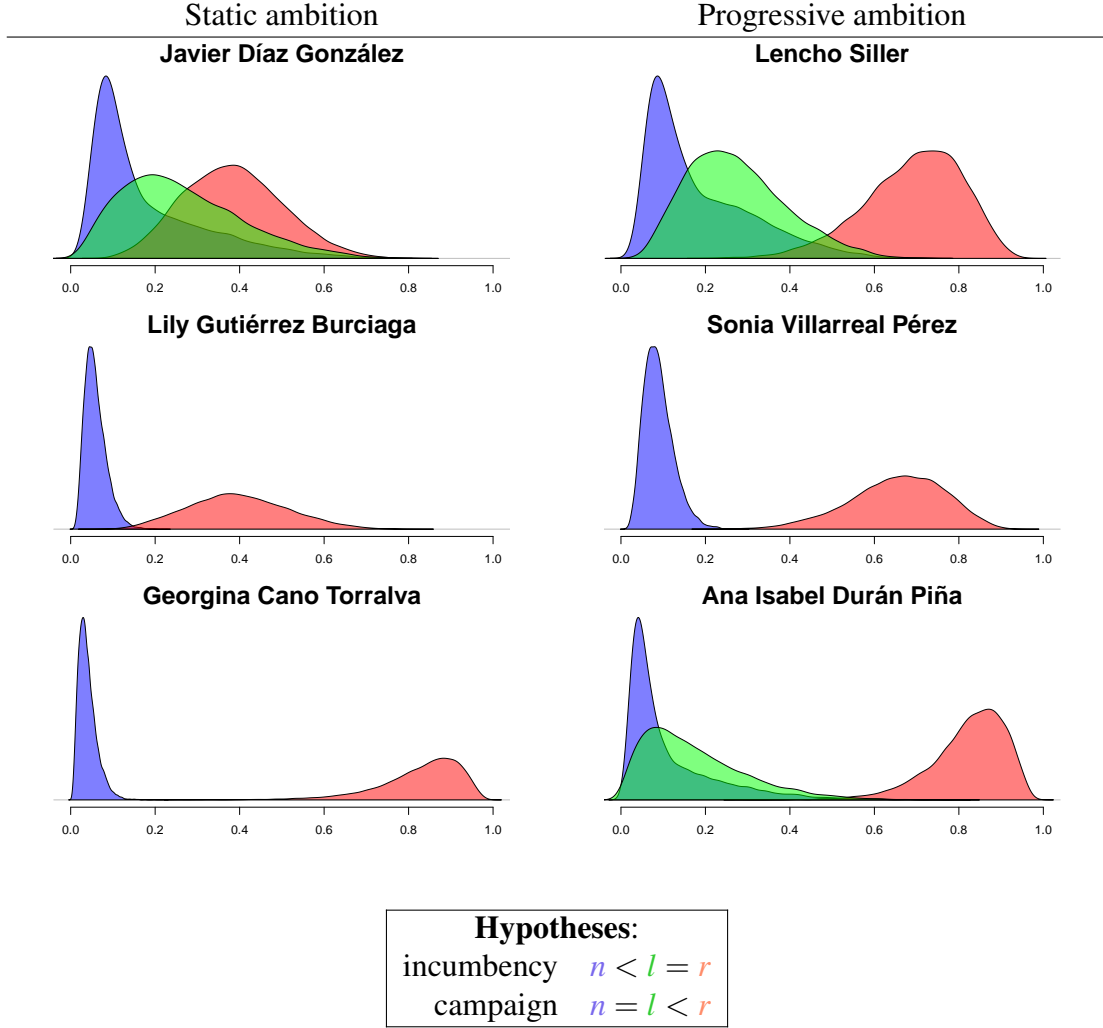 Static ambition Progressive ambition
Javier Díaz González Lencho Siller
0.0 0.2 0.4 0.6 0.8 1.0 0.0 0.2 0.4 0.6 0.8 1.0
Lily Gutiérrez Burciaga Sonia Villarreal Pérez
0.0 0.2 0.4 0.6 0.8 1.0 0.0 0.2 0.4 0.6 0.8 1.0
Georgina Cano Torralva Ana Isabel Durán Piña
0.0 0.2 0.4 0.6 0.8 1.0 0.0 0.2 0.4 0.6 0.8 1.0
Hypotheses:
incumbency n < l = r
campaign n = l < r